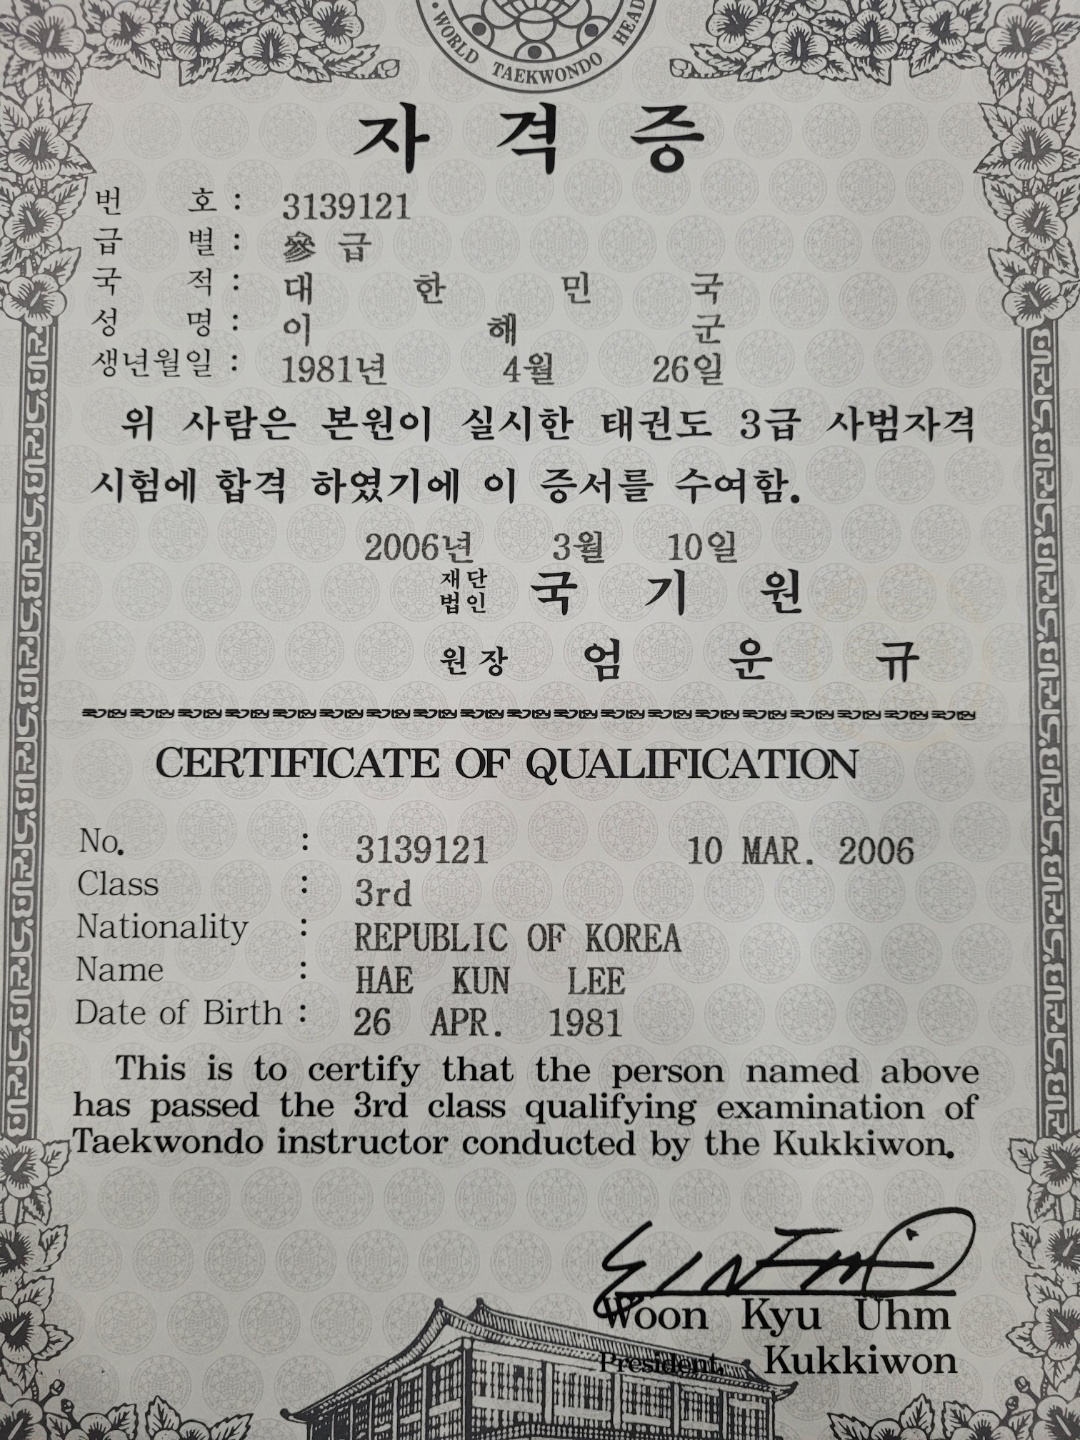 WORLD TAEKWONDO HEAD
자 격 증
번 호 : 3139121
급 별 : 參 급
국 적 : 대 한 민 국
성 명 : 이 해 군
생년월일 : 1981년 4월 26일
위 사람은 본원이 실시한 태권도 3급 사범자격
시험에 합격 하였기에 이 증서를 수여함.
2006년 3월 10일
재단
법인 국 기 원
원장 엄 운 규
CERTIFICATE OF QUALIFICATION
No. : 3139121 10 MAR. 2006
Class : 3rd
Nationality : REPUBLIC OF KOREA
Name : HAE KUN LEE
Date of Birth : 26 APR. 1981
This is to certify that the person named above
has passed the 3rd class qualifying examination of
Taekwondo instructor conducted by the Kukkiwon.
Woon Kyu Uhm
President, Kukkiwon